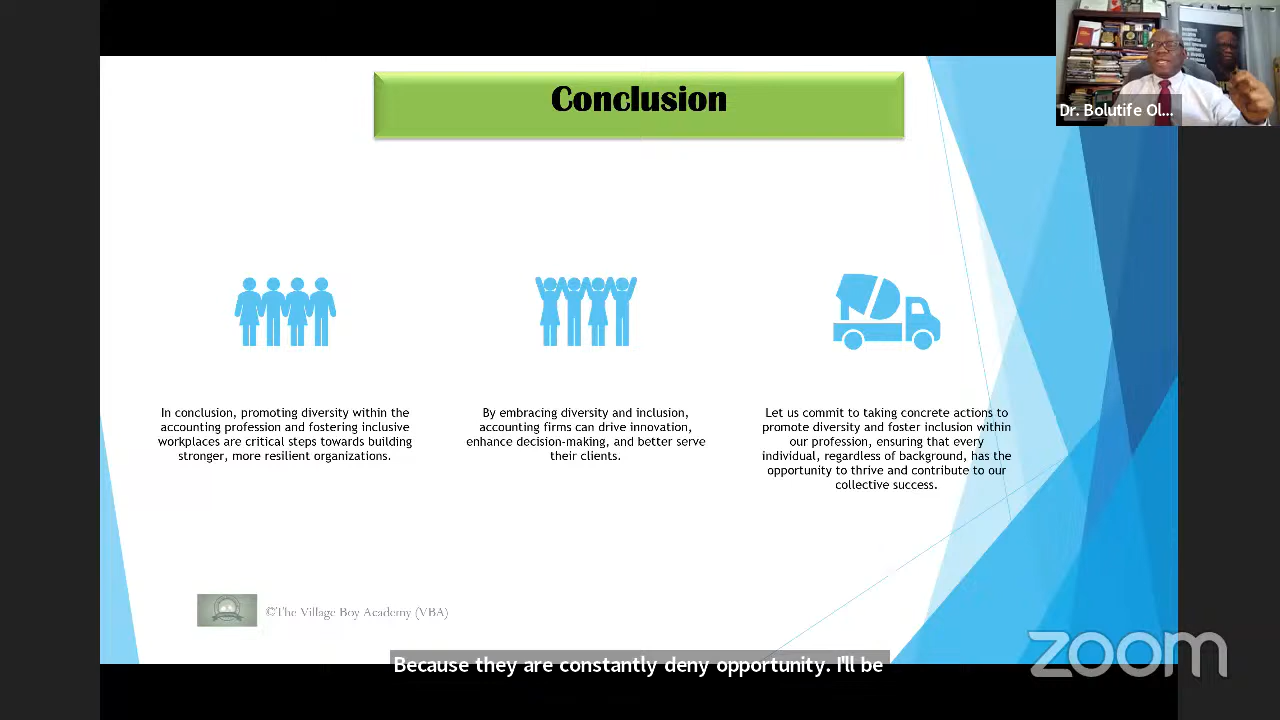 Conclusion
Dr. Bolutife Ol...
In conclusion, promoting diversity within the
accounting profession and fostering inclusive
workplaces are critical steps towards building
stronger, more resilient organizations.
By embracing diversity and inclusion,
accounting firms can drive innovation,
enhance decision-making, and better serve
their clients.
Let us commit to taking concrete actions to
promote diversity and foster inclusion within
our profession, ensuring that every
individual, regardless of background, has the
opportunity to thrive and contribute to our
collective success.
©The Village Boy Academy (VBA)
Because they are constantly deny opportunity. I'll be
zoom